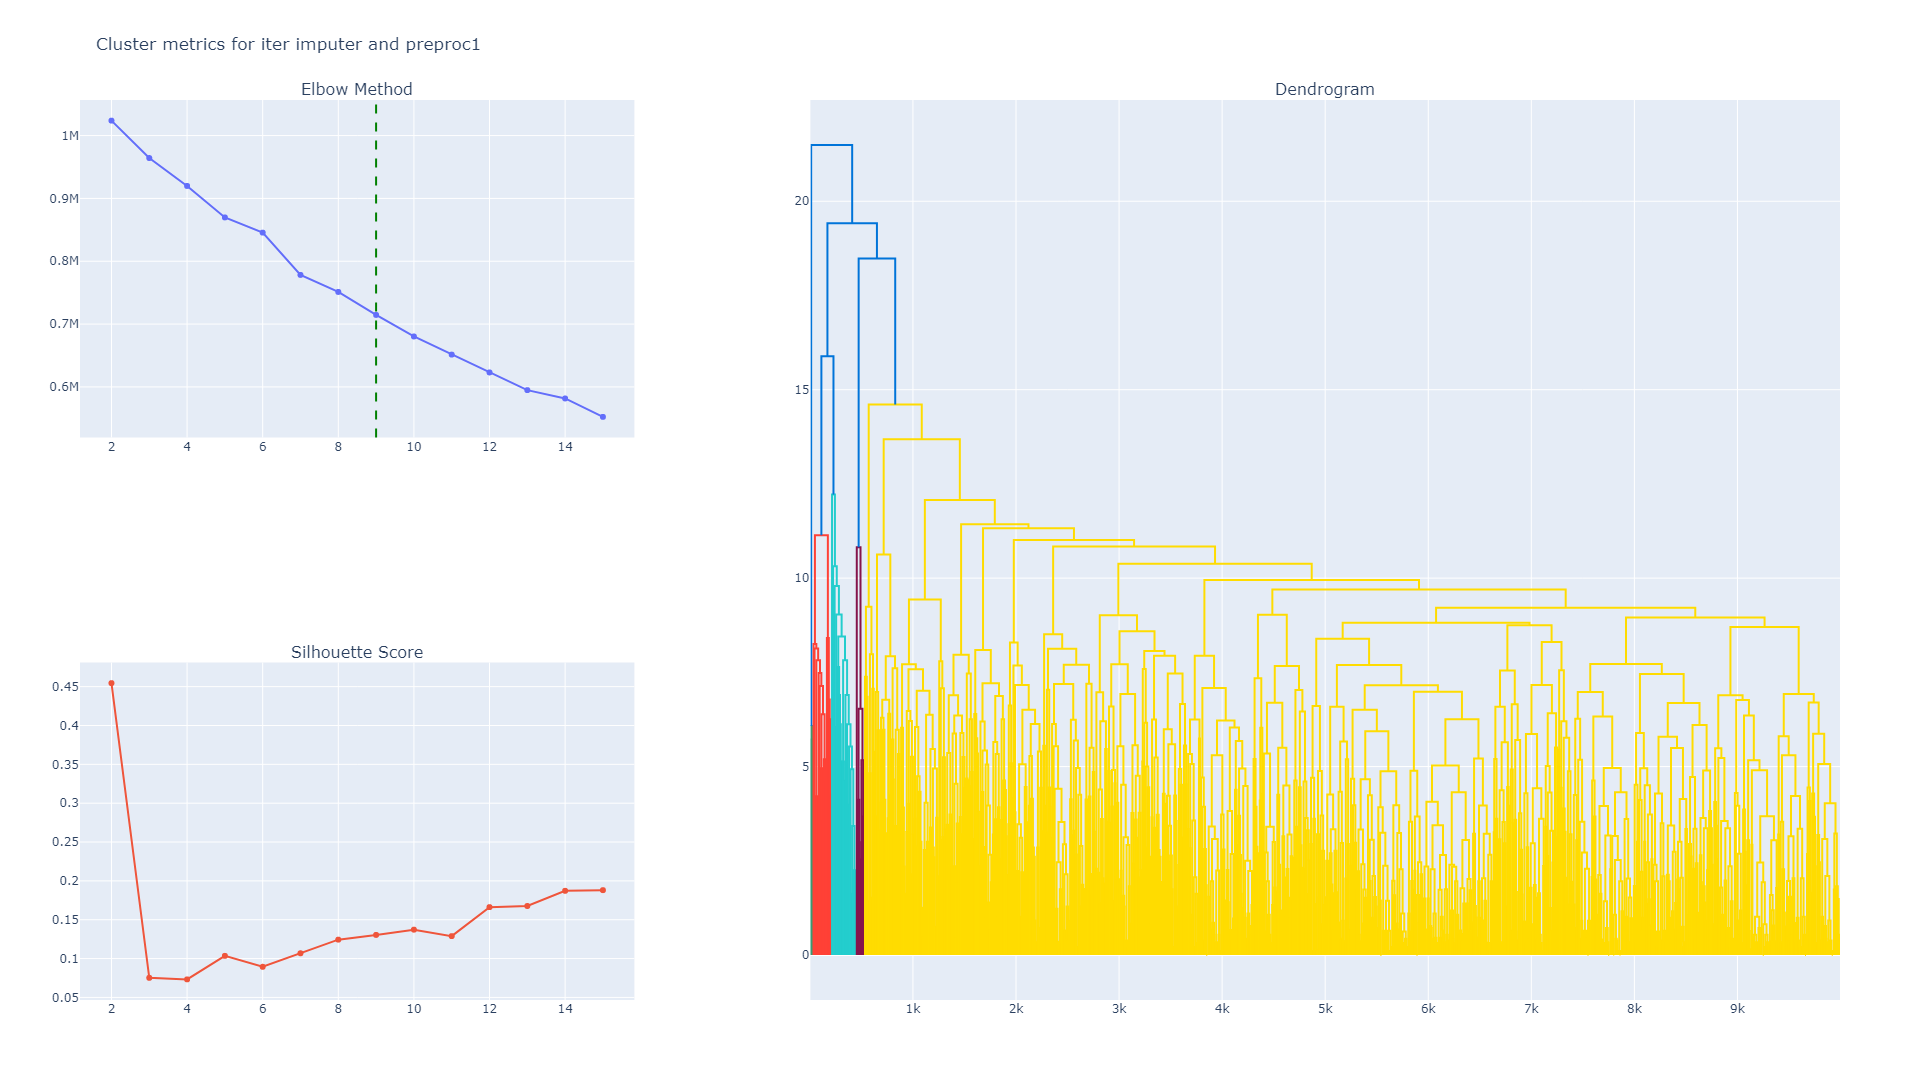 Cluster metrics for iter imputer and preproc1
Elbow Method
1M
0.9M
0.8M
0.7M
0.6M
2 4 6 8 10 12 14
Silhouette Score
0.45
0.4
0.35
0.3
0.25
0.2
0.15
0.1
0.05
2 4 6 8 10 12 14
Dendrogram
20
15
10
5
0
1k 2k 3k 4k 5k 6k 7k 8k 9k